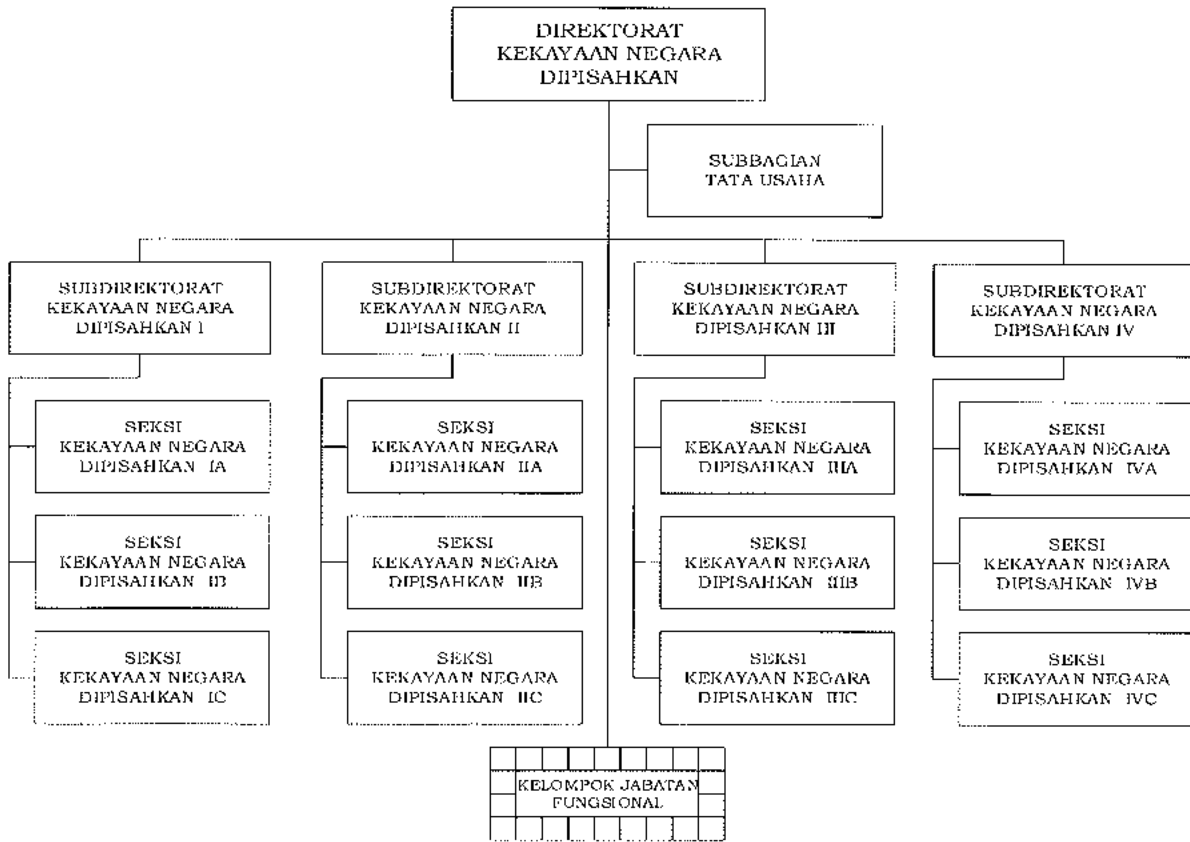 DIREKTORAT
KEKAYAAN NEGARA
DIPISAHKAN
SUBBAGIAN
TATA USAHA
SUBDIREKTORAT
KEKAYAAN NEGARA
DIPISAHKAN I
SUBDIREKTORAT
KEKAYAAN NEGARA
DIPISAHKAN II
SUBDIREKTORAT
KEKAYAAN NEGARA
DIPISAHKAN III
SUBDIREKTORAT
KEKAYAAN NEGARA
DIPISAHKAN IV
SEKSI
KEKAYAAN NEGARA
DIPISAHKAN IA
SEKSI
KEKAYAAN NEGARA
DIPISAHKAN IIA
SEKSI
KEKAYAAN NEGARA
DIPISAHKAN IIIA
SEKSI
KEKAYAAN NEGARA
DIPISAHKAN IVA
SEKSI
KEKAYAAN NEGARA
DIPISAHKAN IB
SEKSI
KEKAYAAN NEGARA
DIPISAHKAN IIB
SEKSI
KEKAYAAN NEGARA
DIPISAHKAN IIIB
SEKSI
KEKAYAAN NEGARA
DIPISAHKAN IVB
SEKSI
KEKAYAAN NEGARA
DIPISAHKAN IC
SEKSI
KEKAYAAN NEGARA
DIPISAHKAN IIC
SEKSI
KEKAYAAN NEGARA
DIPISAHKAN IIIC
SEKSI
KEKAYAAN NEGARA
DIPISAHKAN IVC
KELOMPOK JABATAN
FUNGSIONAL